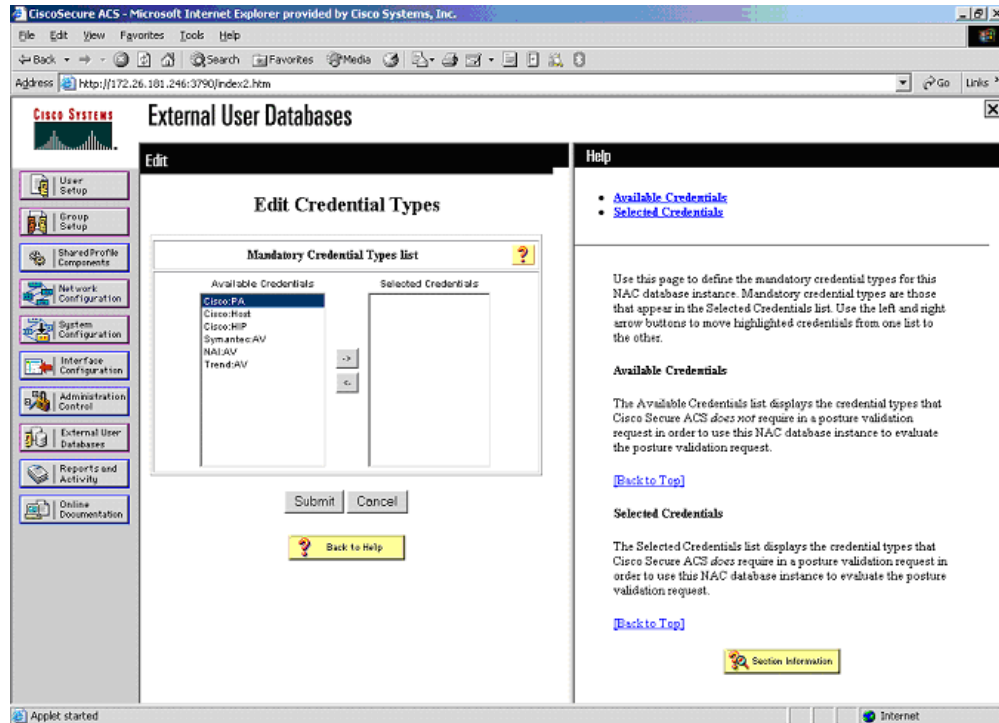 CiscoSecure ACS - Microsoft Internet Explorer provided by Cisco Systems, Inc.
File Edit View Favorites Tools Help
Back Search Favorites Media
Address http://172.26.181.246:3790/index2.htm Go Links
CISCO SYSTEMS
External User Databases
Edit
Help
User
Setup
Group
Setup
Shared Profile
Components
Network
Configuration
System
Configuration
Interface
Configuration
Administration
Control
External User
Databases
Reports and
Activity
Online
Documentation
Edit Credential Types
Mandatory Credential Types list
?
Available Credentials
Cisco:PA
Cisco:Host
Cisco:HIP
Symantec:AV
NAI:AV
Trend:AV
->
<-
Selected Credentials
Submit Cancel
? Back to Help
• Available Credentials
• Selected Credentials
Use this page to define the mandatory credential types for this
NAC database instance. Mandatory credential types are those
that appear in the Selected Credentials list. Use the left and right
arrow buttons to move highlighted credentials from one list to
the other.
Available Credentials
The Available Credentials list displays the credential types that
Cisco Secure ACS does not require in a posture validation
request in order to use this NAC database instance to evaluate
the posture validation request.
[Back to Top]
Selected Credentials
The Selected Credentials list displays the credential types that
Cisco Secure ACS does require in a posture validation request in
order to use this NAC database instance to evaluate the posture
validation request.
[Back to Top]
Section Information
Applet started
Internet